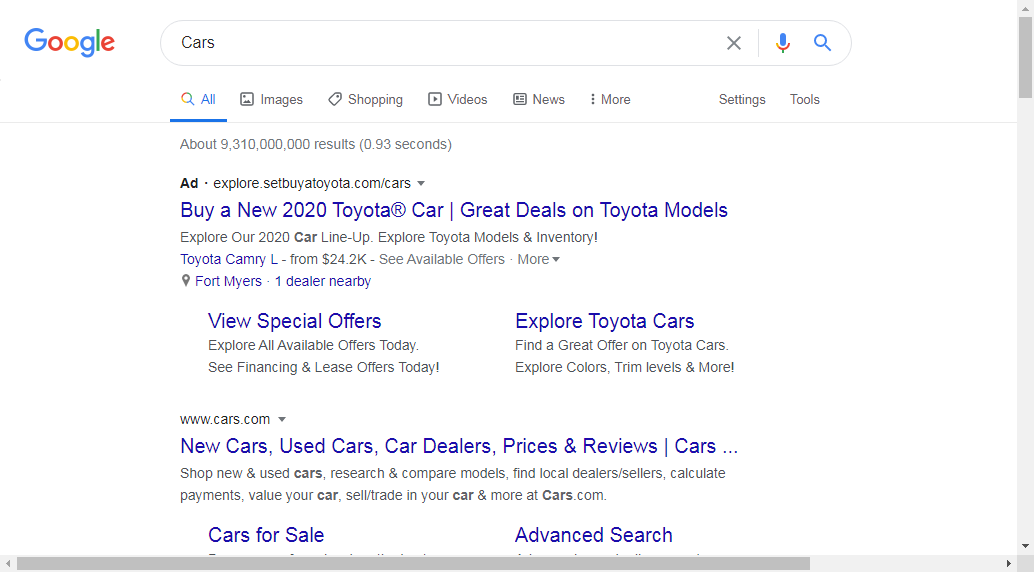 Google
Cars
All Images Shopping Videos News More Settings Tools
About 9,310,000,000 results (0.93 seconds)
Ad · explore.setbuyatoyota.com/cars
Buy a New 2020 Toyota® Car | Great Deals on Toyota Models
Explore Our 2020 Car Line-Up. Explore Toyota Models & Inventory!
Toyota Camry L - from $24.2K - See Available Offers · More
Fort Myers · 1 dealer nearby
View Special Offers
Explore All Available Offers Today.
See Financing & Lease Offers Today!
Explore Toyota Cars
Find a Great Offer on Toyota Cars.
Explore Colors, Trim levels & More!
www.cars.com
New Cars, Used Cars, Car Dealers, Prices & Reviews | Cars ...
Shop new & used cars, research & compare models, find local dealers/sellers, calculate
payments, value your car, sell/trade in your car & more at Cars.com.
Cars for Sale
Advanced Search